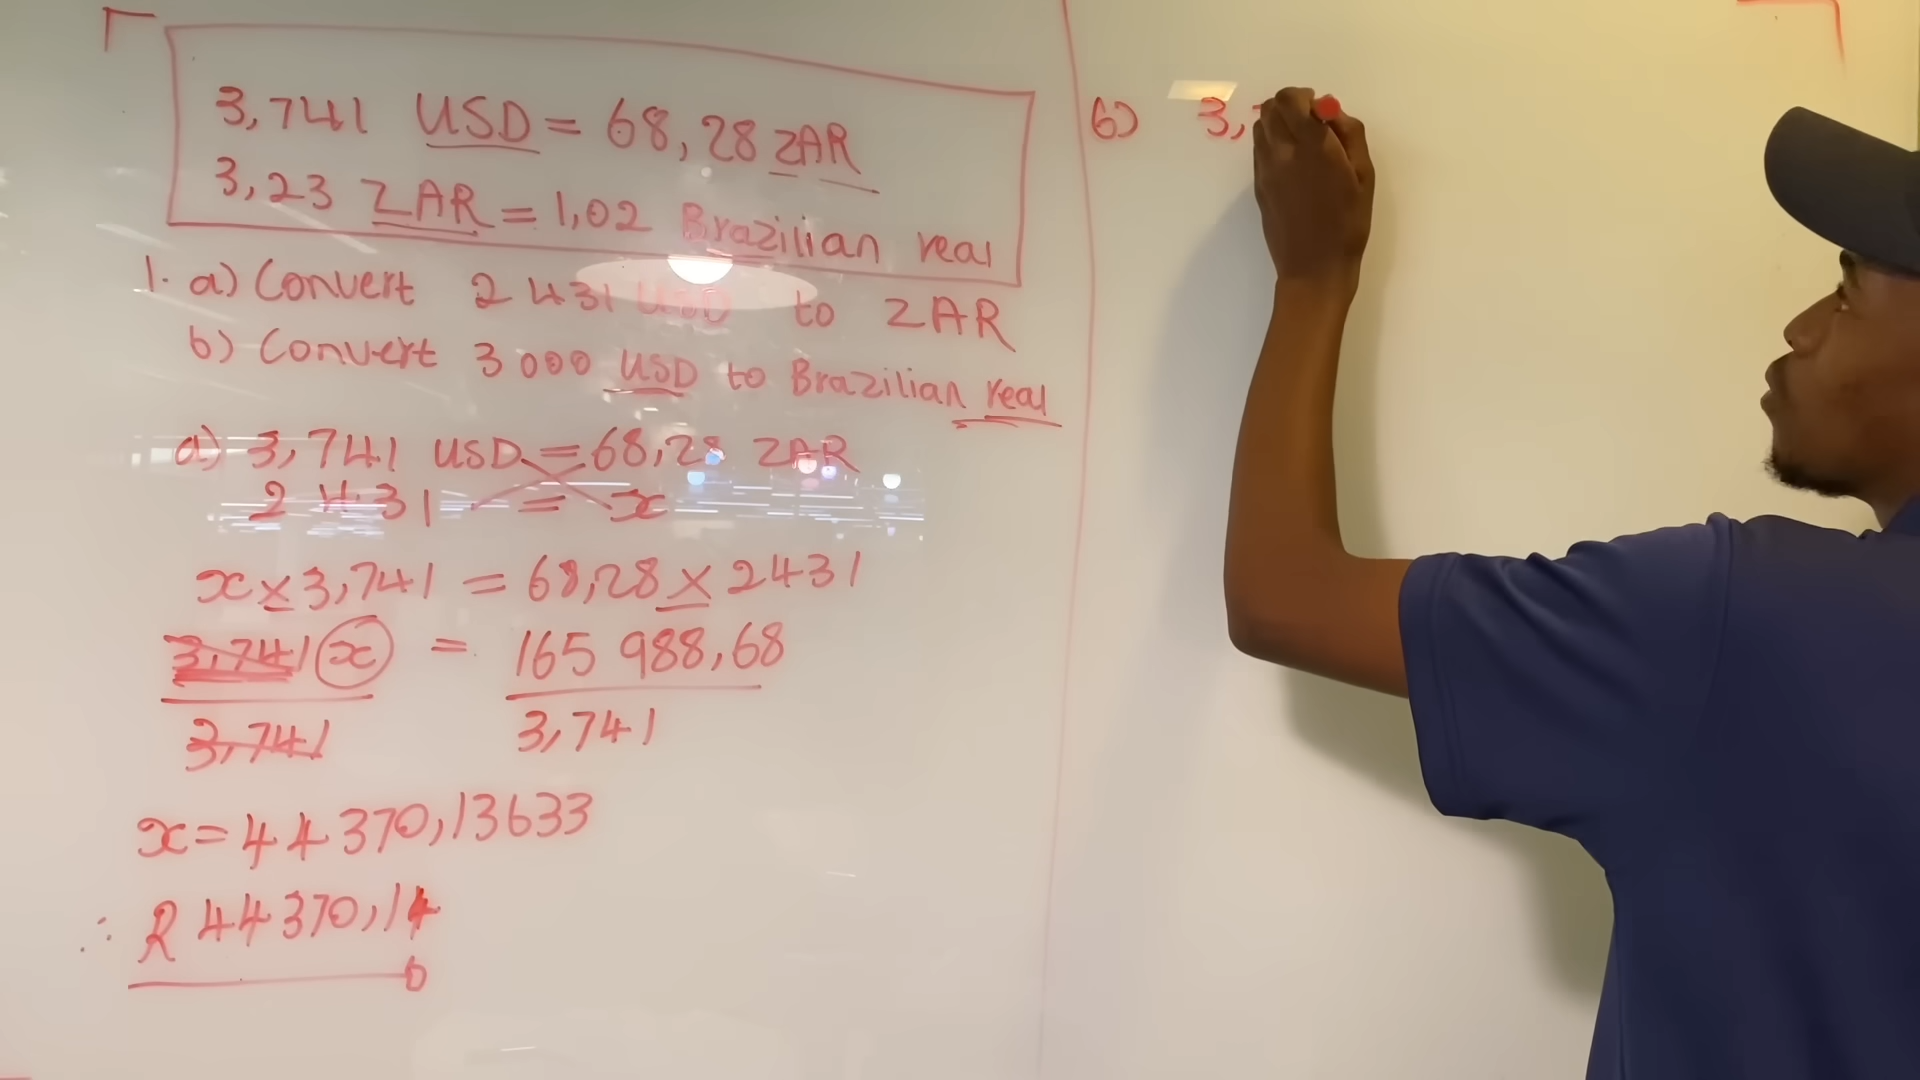 3,741 USD = 68,28 ZAR
3,23 ZAR = 1,02 Brazilian real
1. a) Convert 2 431 USD to ZAR
b) Convert 3 000 USD to Brazilian real
a) 3,741 USD = 68,28 ZAR
2 431 = x
x × 3,741 = 68,28 × 2431
3,741 x = 165 988,68
3,741 3,741
x = 44 370,13633
∴ R 44 370,14
b) 3,